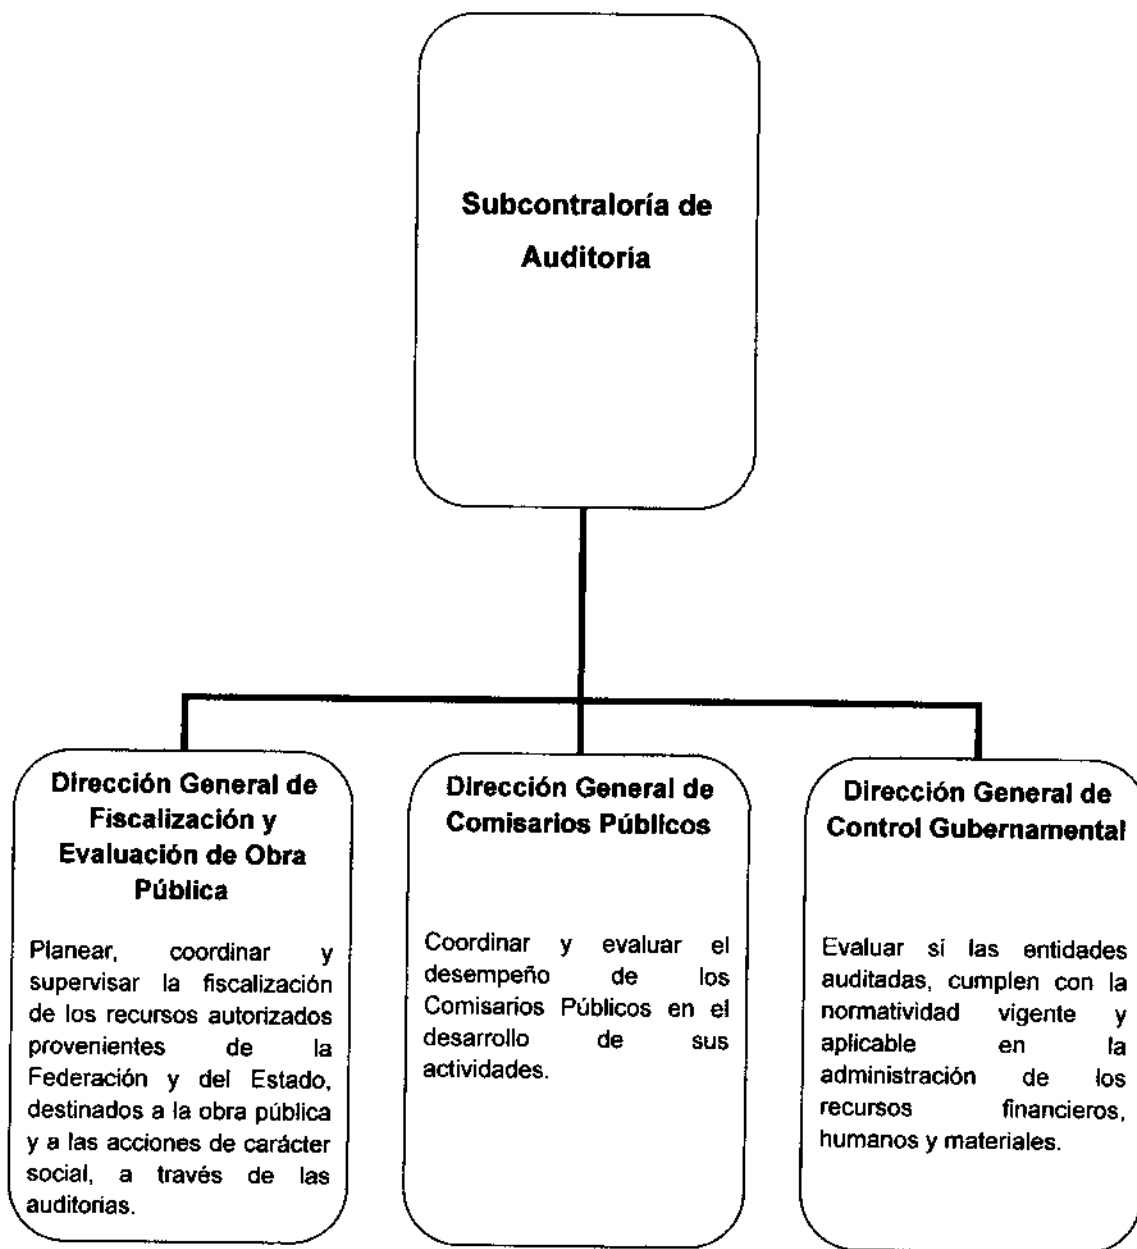 Subcontraloría de
Auditoría
Dirección General de
Fiscalización y
Evaluación de Obra
Pública
Planear, coordinar y
supervisar la fiscalización
de los recursos autorizados
provenientes de la
Federación y del Estado,
destinados a la obra pública
y a las acciones de carácter
social, a través de las
auditorias.
Dirección General de
Comisarios Públicos
Coordinar y evaluar el
desempeño de los
Comisarios Públicos en el
desarrollo de sus
actividades.
Dirección General de
Control Gubernamental
Evaluar sí las entidades
auditadas, cumplen con la
normatividad vigente y
aplicable en la
administración de los
recursos financieros,
humanos y materiales.